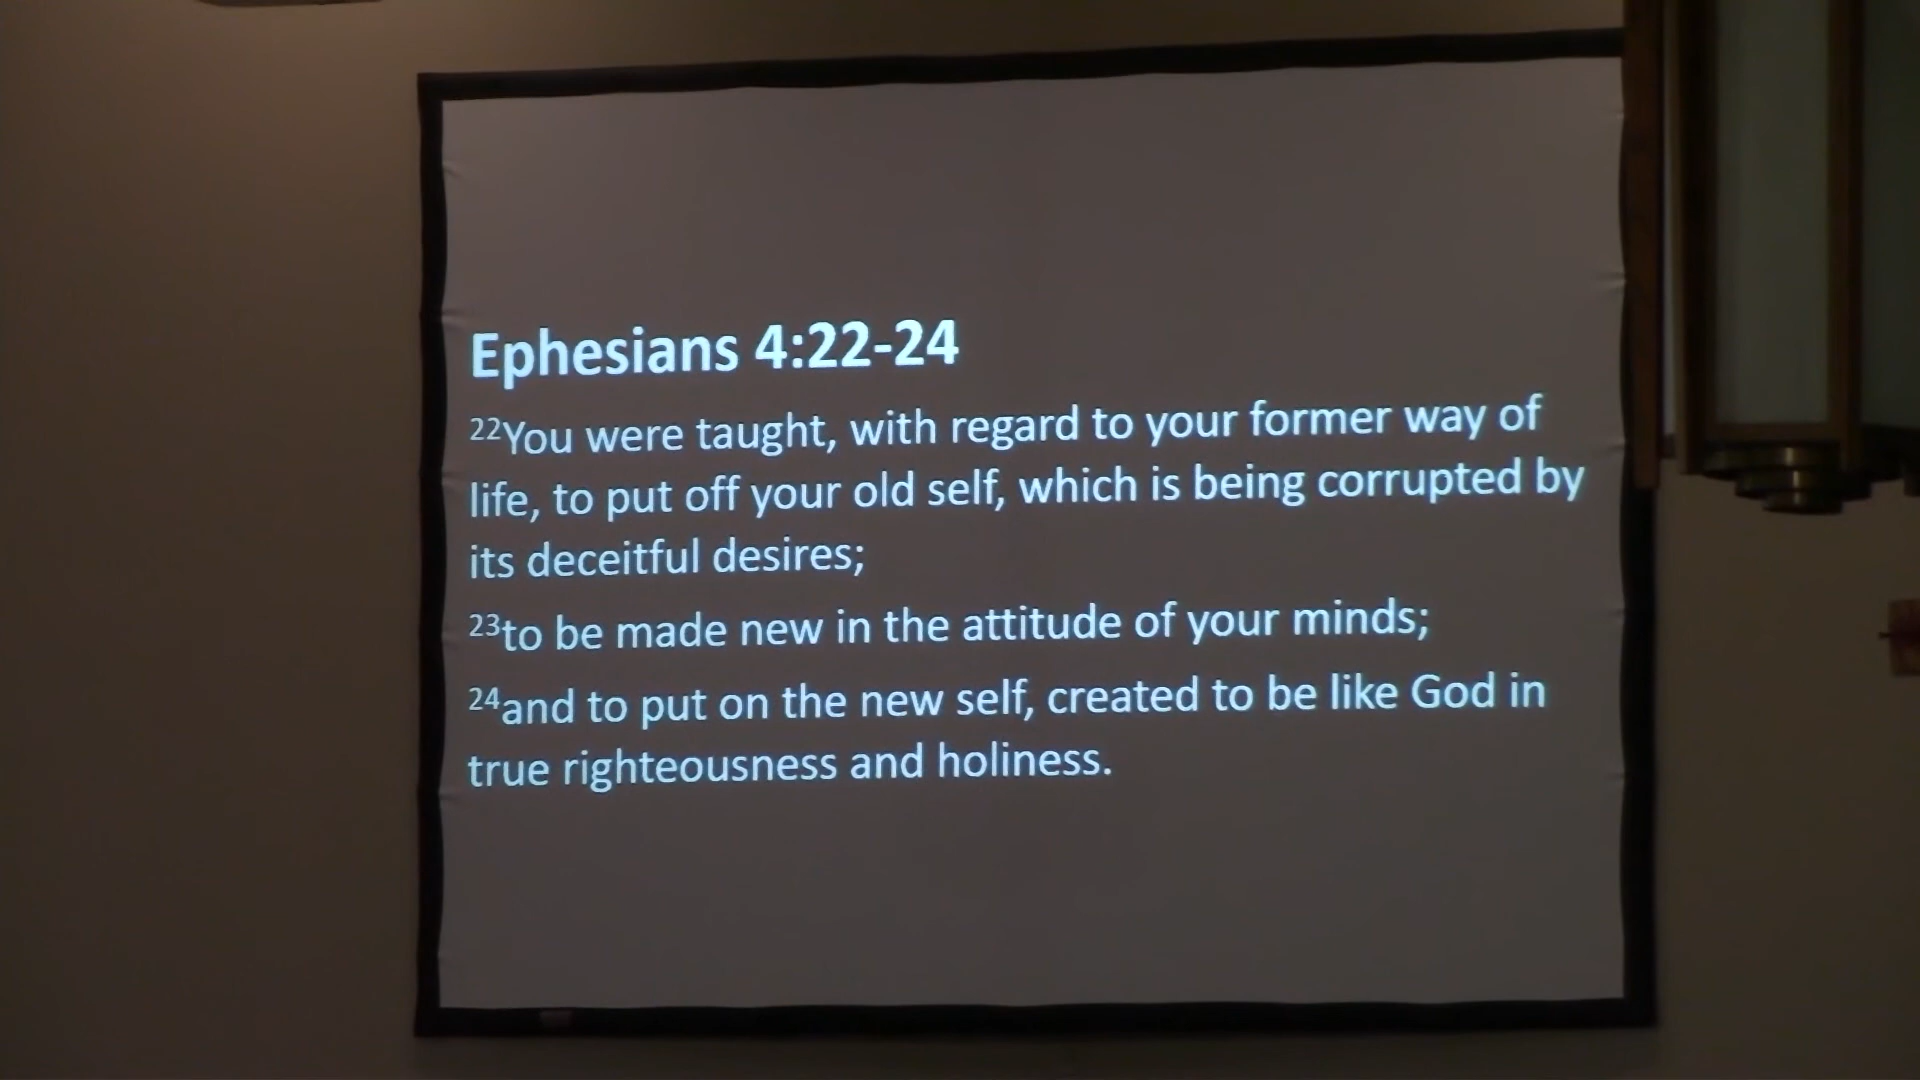 Ephesians 4:22-24
22You were taught, with regard to your former way of
life, to put off your old self, which is being corrupted by
its deceitful desires;
23to be made new in the attitude of your minds;
24and to put on the new self, created to be like God in
true righteousness and holiness.